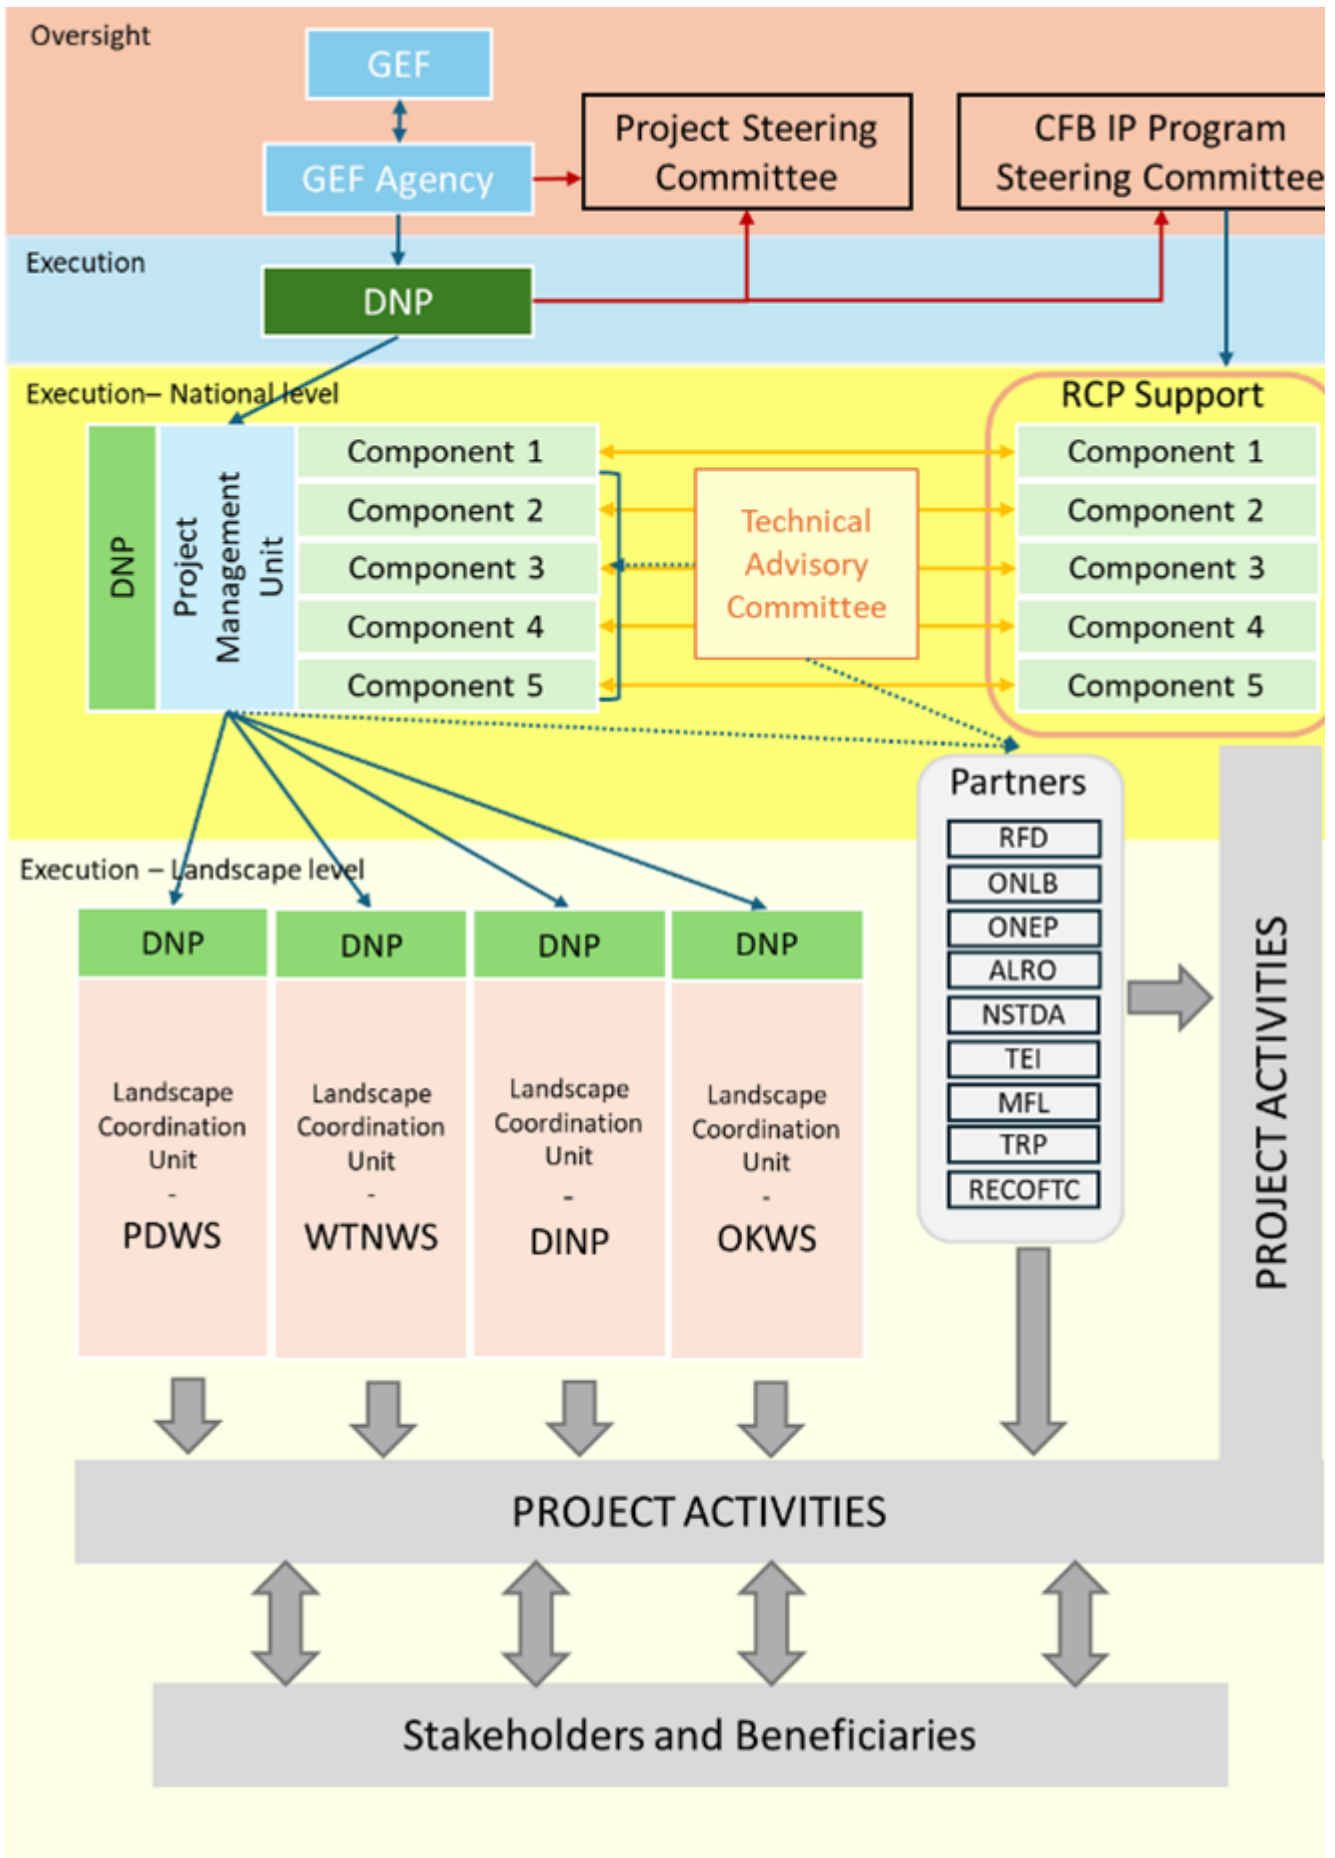 Oversight
GEF
GEF Agency
Project Steering
Committee
CFB IP Program
Steering Committee
Execution
DNP
Execution– National level
DNP
Project
Management
Unit
Component 1
Component 2
Component 3
Component 4
Component 5
Technical
Advisory
Committee
RCP Support
Component 1
Component 2
Component 3
Component 4
Component 5
Partners
RFD
ONLB
ONEP
ALRO
NSTDA
TEI
MFL
TRP
RECOFTC
PROJECT ACTIVITIES
Execution – Landscape level
DNP
Landscape
Coordination
Unit
-
PDWS
DNP
Landscape
Coordination
Unit
-
WTNWS
DNP
Landscape
Coordination
Unit
-
DINP
DNP
Landscape
Coordination
Unit
-
OKWS
PROJECT ACTIVITIES
Stakeholders and Beneficiaries